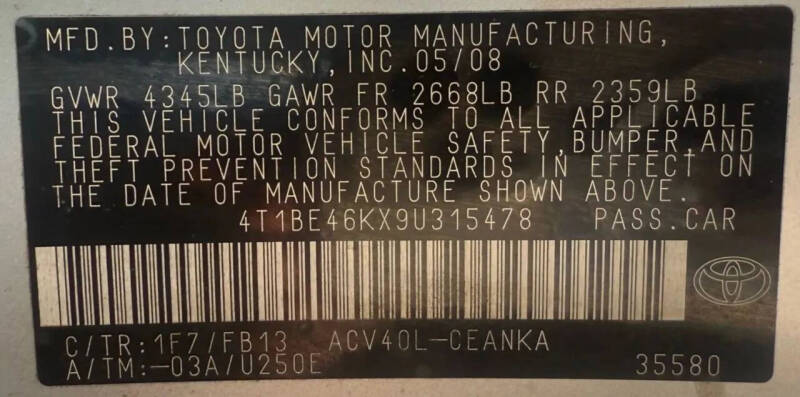 MFD.BY:TOYOTA MOTOR MANUFACTURING,
KENTUCKY,INC.05/08
GVWR 4345LB GAWR FR 2668LB RR 2359LB
THIS VEHICLE CONFORMS TO ALL APPLICABLE
FEDERAL MOTOR VEHICLE SAFETY,BUMPER,AND
THEFT PREVENTION STANDARDS IN EFFECT ON
THE DATE OF MANUFACTURE SHOWN ABOVE.
4T1BE46KX9U315478 PASS.CAR
C/TR:1F7/FB13 ACV40L-CEANKA
A/TM:-03A/U250E 35580